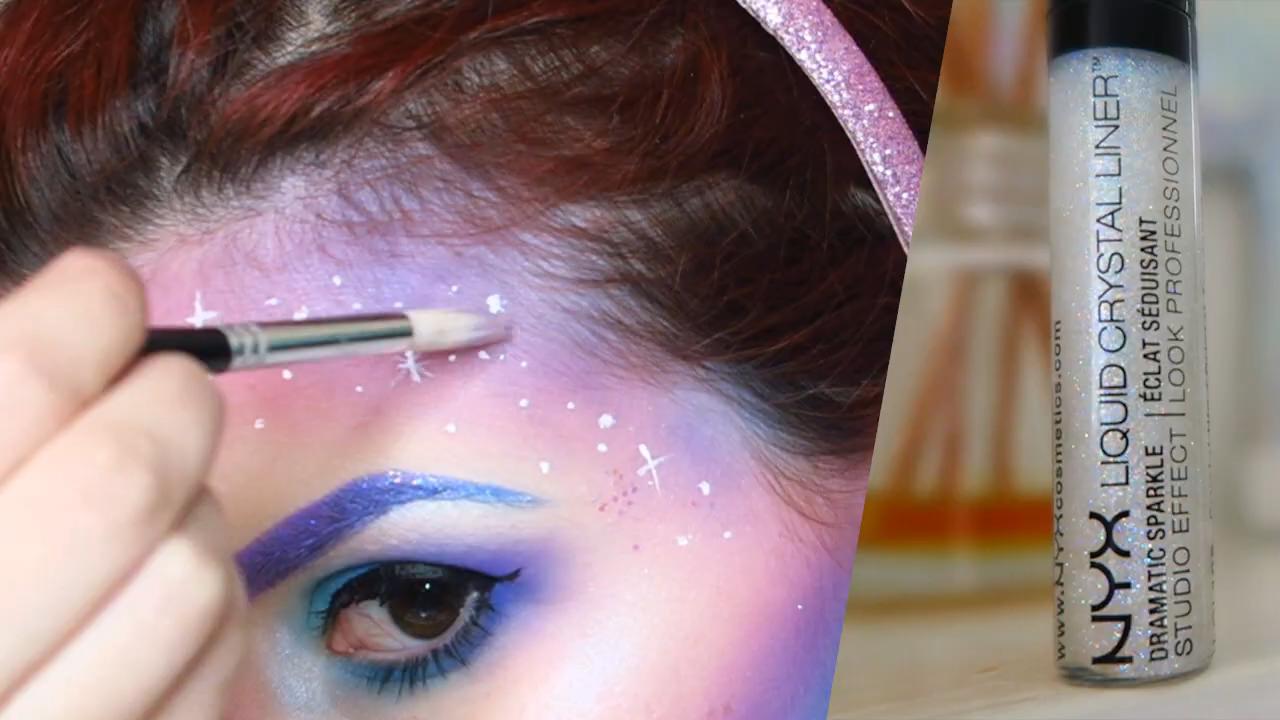 www.NYXcosmetics.com
NYX LIQUID CRYSTAL LINER™
DRAMATIC SPARKLE | ÉCLAT SÉDUISANT
STUDIO EFFECT | LOOK PROFESSIONNEL